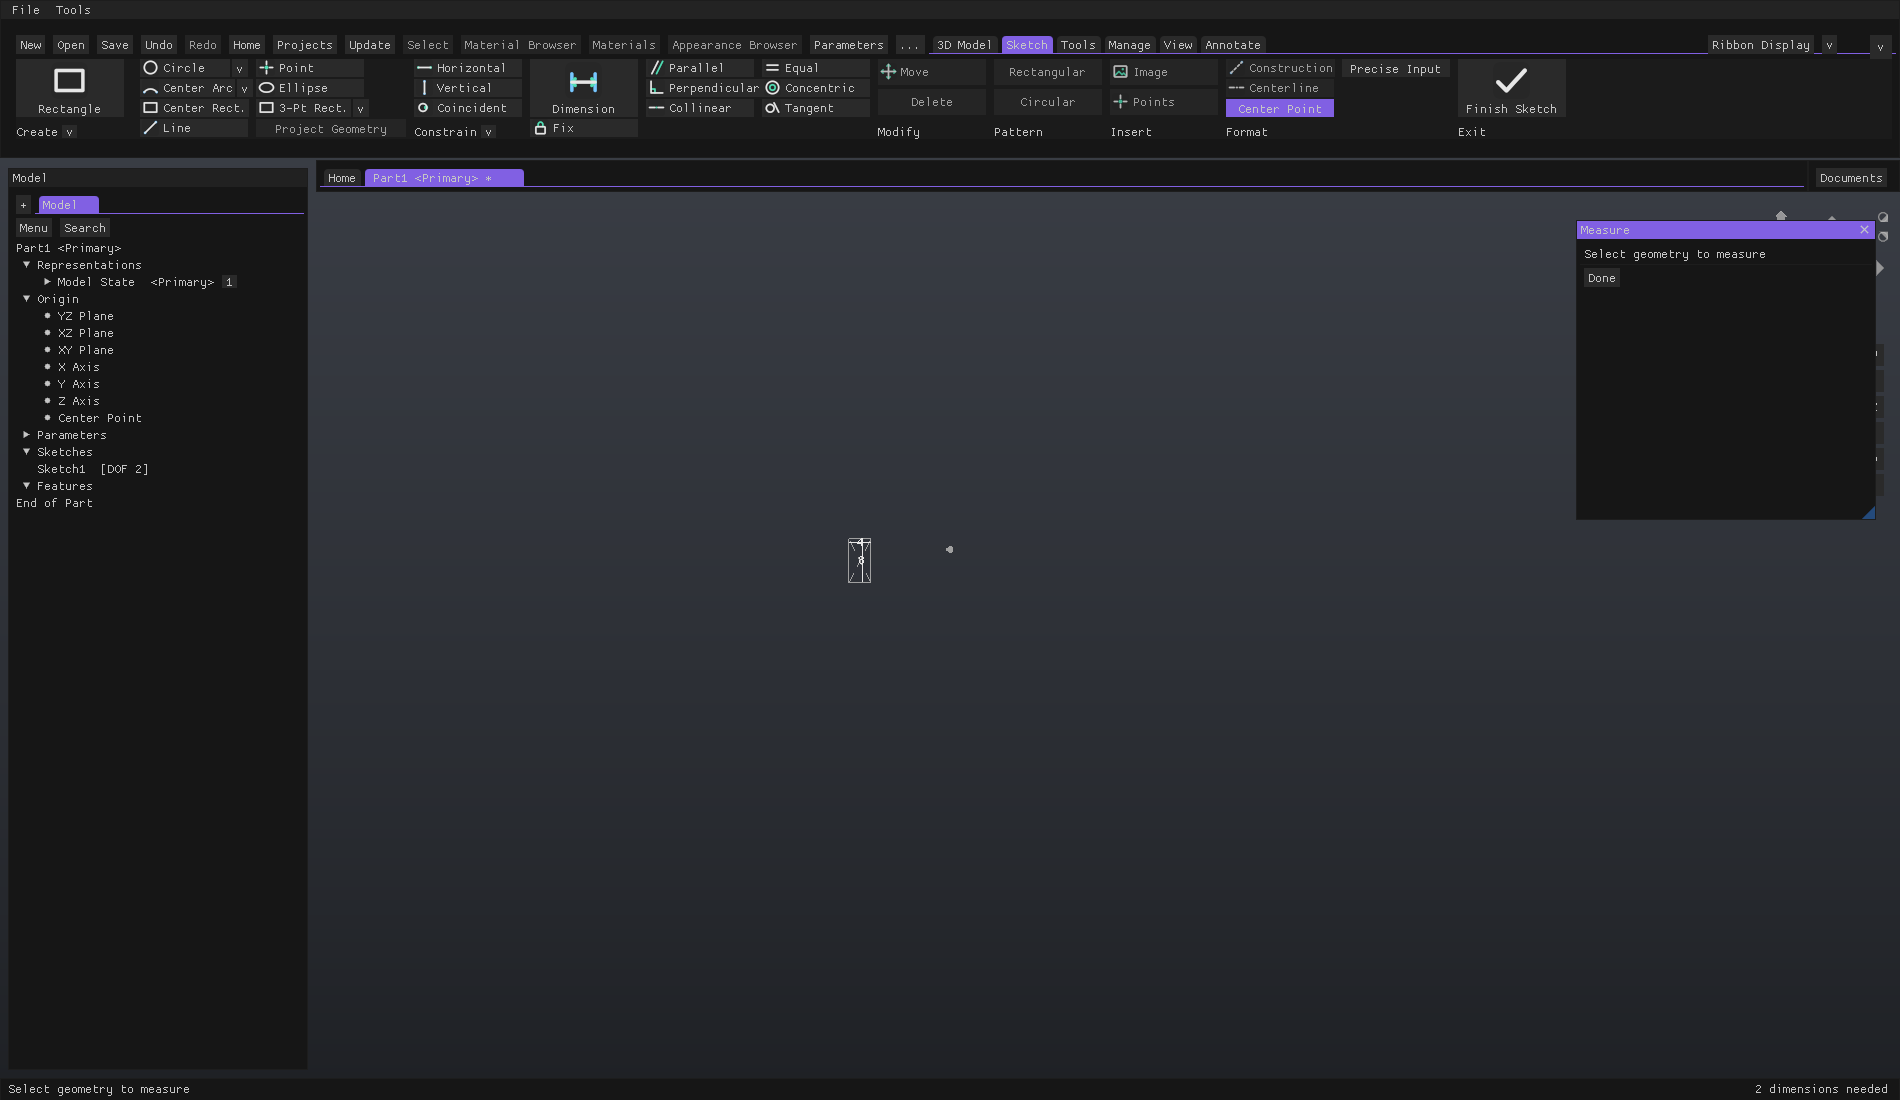 File Tools
New Open Save Undo Redo Home Projects Update Select Material Browser Materials Appearance Browser Parameters ... 3D Model Sketch Tools Manage View Annotate Ribbon Display v v
Rectangle
Create v
Circle v Point
Center Arc v Ellipse
Center Rect. 3-Pt Rect. v
Line Project Geometry
Horizontal
Vertical
Coincident
Constrain v
Dimension
Fix
Parallel Equal
Perpendicular Concentric
Collinear Tangent
Move
Delete
Modify
Rectangular
Circular
Pattern
Image
Points
Insert
Construction
Centerline
Center Point
Format
Precise Input
Finish Sketch
Exit
Model
+ Model
Menu Search
Part1 <Primary>
Representations
Model State <Primary> 1
Origin
YZ Plane
XZ Plane
XY Plane
X Axis
Y Axis
Z Axis
Center Point
Parameters
Sketches
Sketch1 [DOF 2]
Features
End of Part
Home Part1 <Primary> * Documents
4
8
Measure
Select geometry to measure
Done
Select geometry to measure
2 dimensions needed